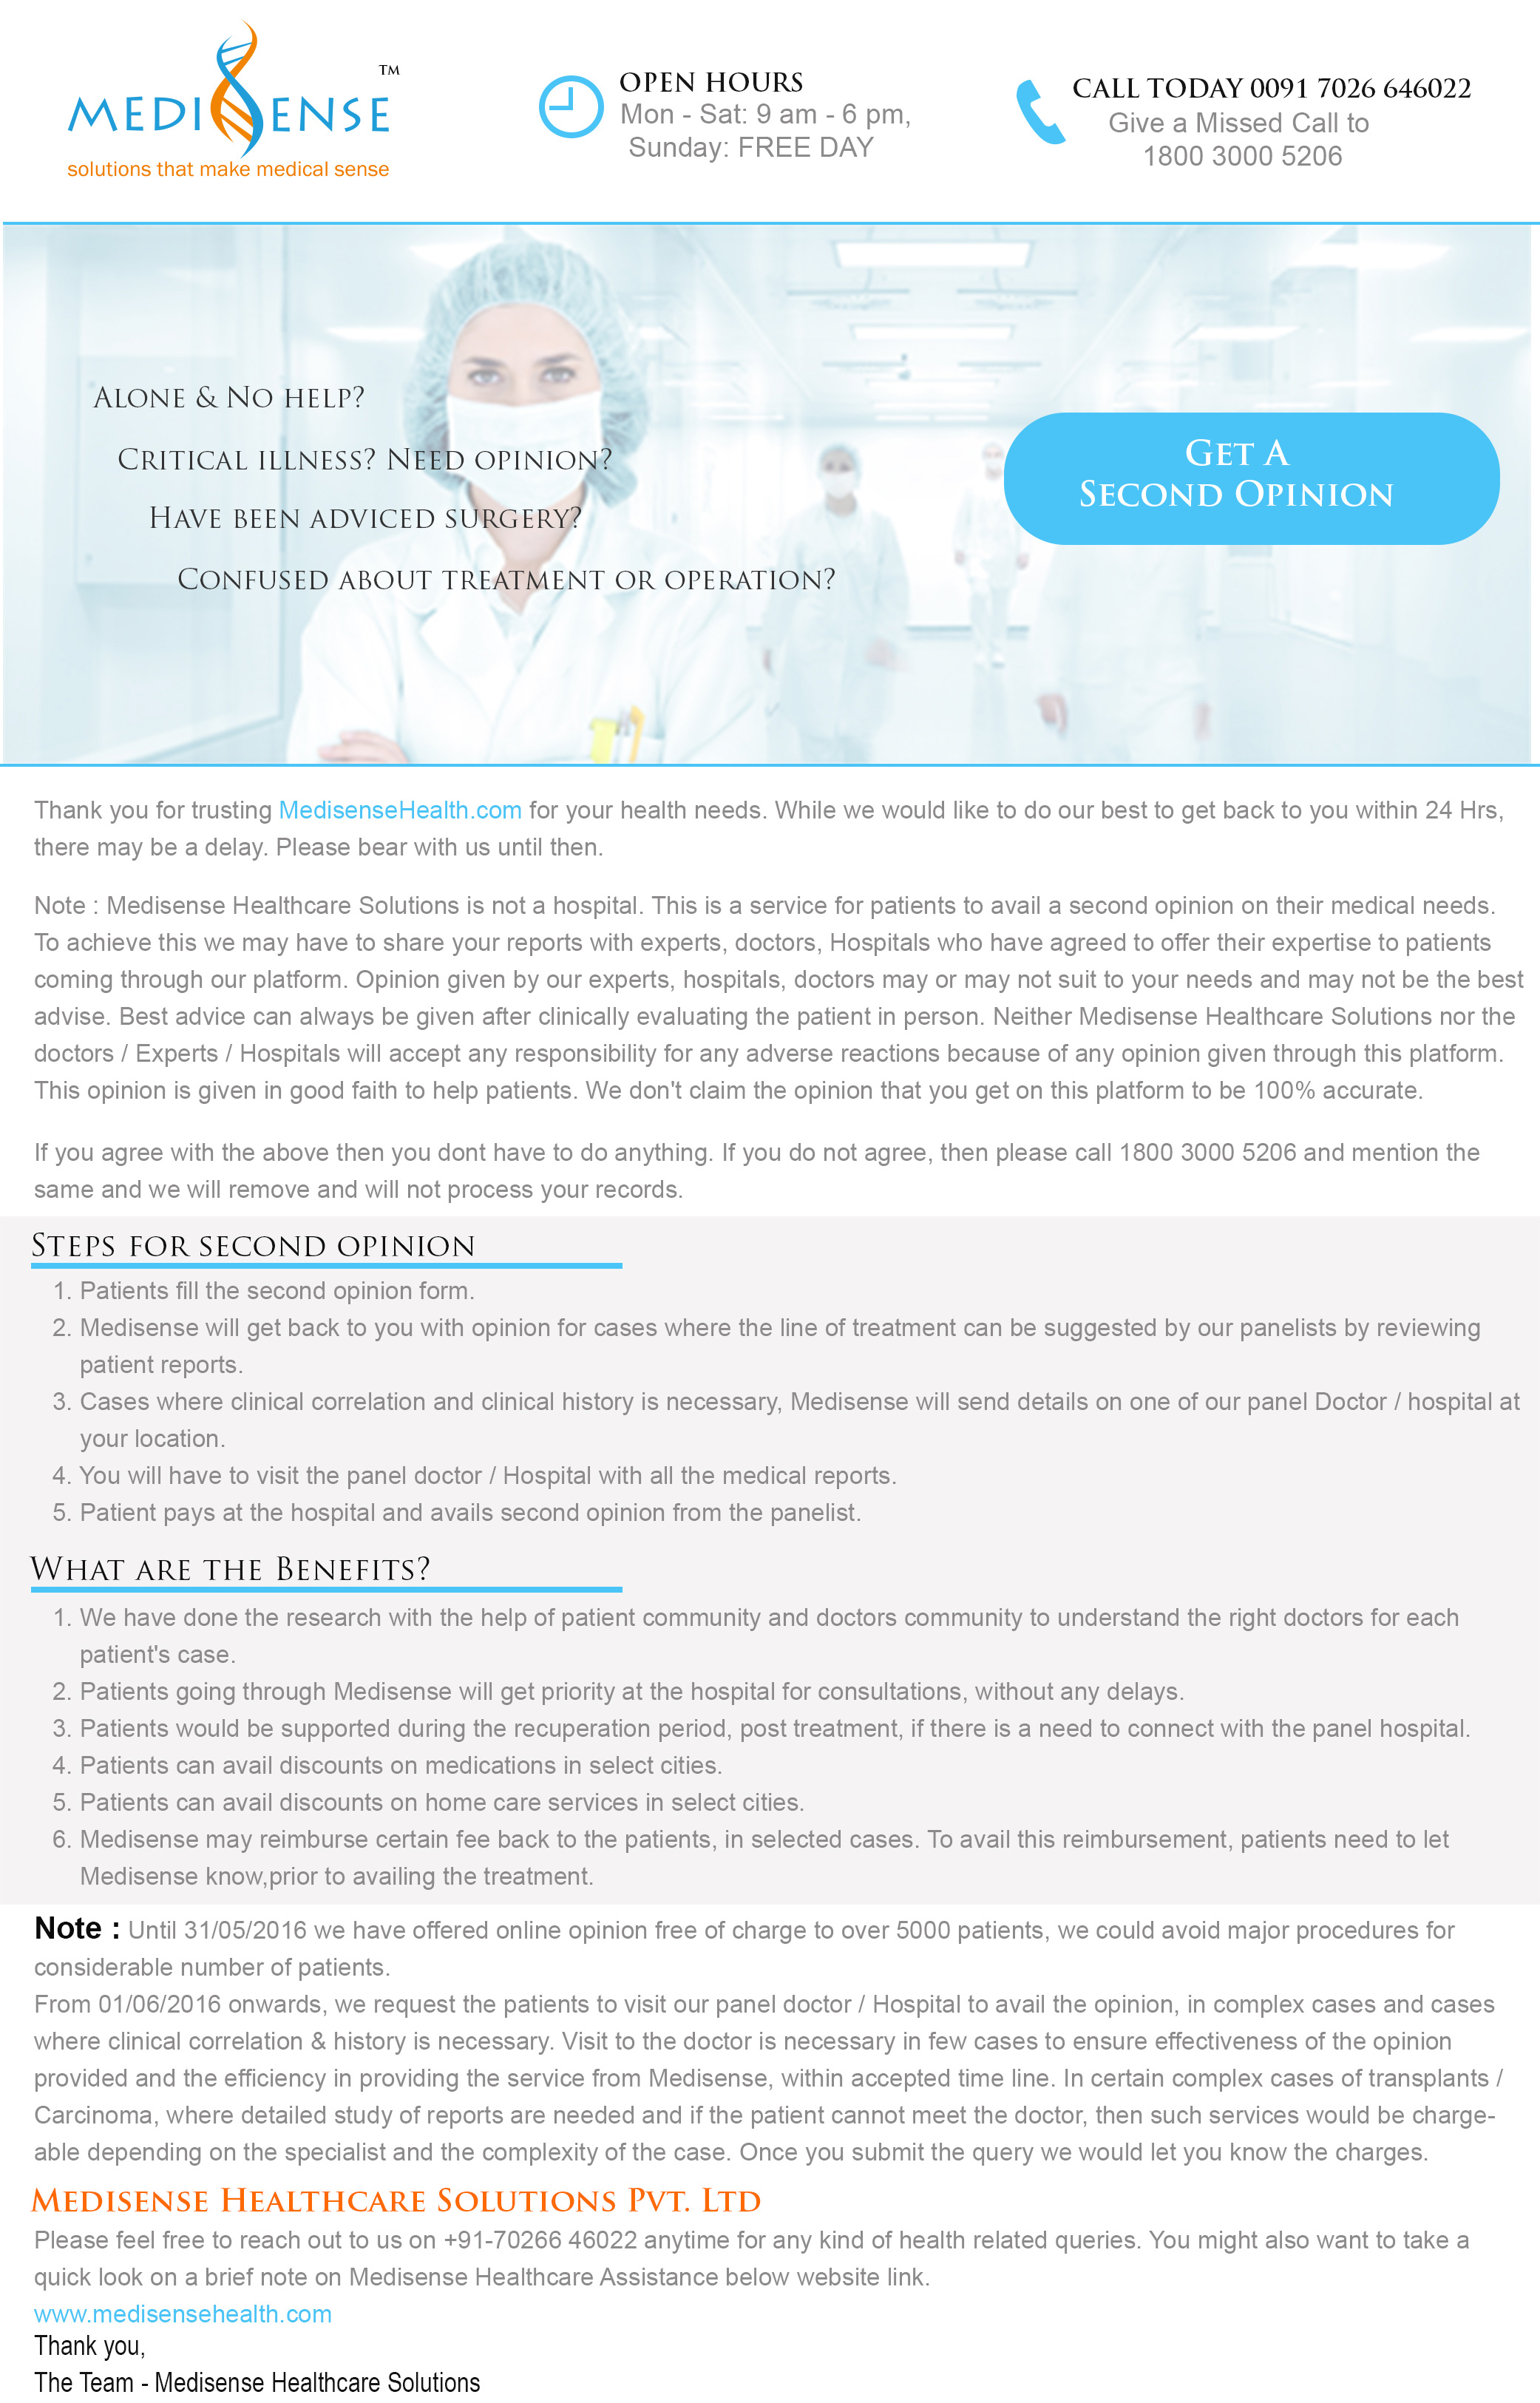 MEDISENSE TM
solutions that make medical sense
OPEN HOURS
Mon - Sat: 9 am - 6 pm,
Sunday: FREE DAY
CALL TODAY 0091 7026 646022
Give a Missed Call to
1800 3000 5206
ALONE & NO HELP?
CRITICAL ILLNESS? NEED OPINION?
HAVE BEEN ADVICED SURGERY?
CONFUSED ABOUT TREATMENT OR OPERATION?
GET A
SECOND OPINION
Thank you for trusting MedisenseHealth.com for your health needs. While we would like to do our best to get back to you within 24 Hrs,
there may be a delay. Please bear with us until then.
Note : Medisense Healthcare Solutions is not a hospital. This is a service for patients to avail a second opinion on their medical needs.
To achieve this we may have to share your reports with experts, doctors, Hospitals who have agreed to offer their expertise to patients
coming through our platform. Opinion given by our experts, hospitals, doctors may or may not suit to your needs and may not be the best
advise. Best advice can always be given after clinically evaluating the patient in person. Neither Medisense Healthcare Solutions nor the
doctors / Experts / Hospitals will accept any responsibility for any adverse reactions because of any opinion given through this platform.
This opinion is given in good faith to help patients. We don't claim the opinion that you get on this platform to be 100% accurate.
If you agree with the above then you dont have to do anything. If you do not agree, then please call 1800 3000 5206 and mention the
same and we will remove and will not process your records.
STEPS FOR SECOND OPINION
1. Patients fill the second opinion form.
2. Medisense will get back to you with opinion for cases where the line of treatment can be suggested by our panelists by reviewing
patient reports.
3. Cases where clinical correlation and clinical history is necessary, Medisense will send details on one of our panel Doctor / hospital at
your location.
4. You will have to visit the panel doctor / Hospital with all the medical reports.
5. Patient pays at the hospital and avails second opinion from the panelist.
WHAT ARE THE BENEFITS?
1. We have done the research with the help of patient community and doctors community to understand the right doctors for each
patient's case.
2. Patients going through Medisense will get priority at the hospital for consultations, without any delays.
3. Patients would be supported during the recuperation period, post treatment, if there is a need to connect with the panel hospital.
4. Patients can avail discounts on medications in select cities.
5. Patients can avail discounts on home care services in select cities.
6. Medisense may reimburse certain fee back to the patients, in selected cases. To avail this reimbursement, patients need to let
Medisense know,prior to availing the treatment.
Note : Until 31/05/2016 we have offered online opinion free of charge to over 5000 patients, we could avoid major procedures for
considerable number of patients.
From 01/06/2016 onwards, we request the patients to visit our panel doctor / Hospital to avail the opinion, in complex cases and cases
where clinical correlation & history is necessary. Visit to the doctor is necessary in few cases to ensure effectiveness of the opinion
provided and the efficiency in providing the service from Medisense, within accepted time line. In certain complex cases of transplants /
Carcinoma, where detailed study of reports are needed and if the patient cannot meet the doctor, then such services would be charge-
able depending on the specialist and the complexity of the case. Once you submit the query we would let you know the charges.
MEDISENSE HEALTHCARE SOLUTIONS PVT. LTD
Please feel free to reach out to us on +91-70266 46022 anytime for any kind of health related queries. You might also want to take a
quick look on a brief note on Medisense Healthcare Assistance below website link.
www.medisensehealth.com
Thank you,
The Team - Medisense Healthcare Solutions